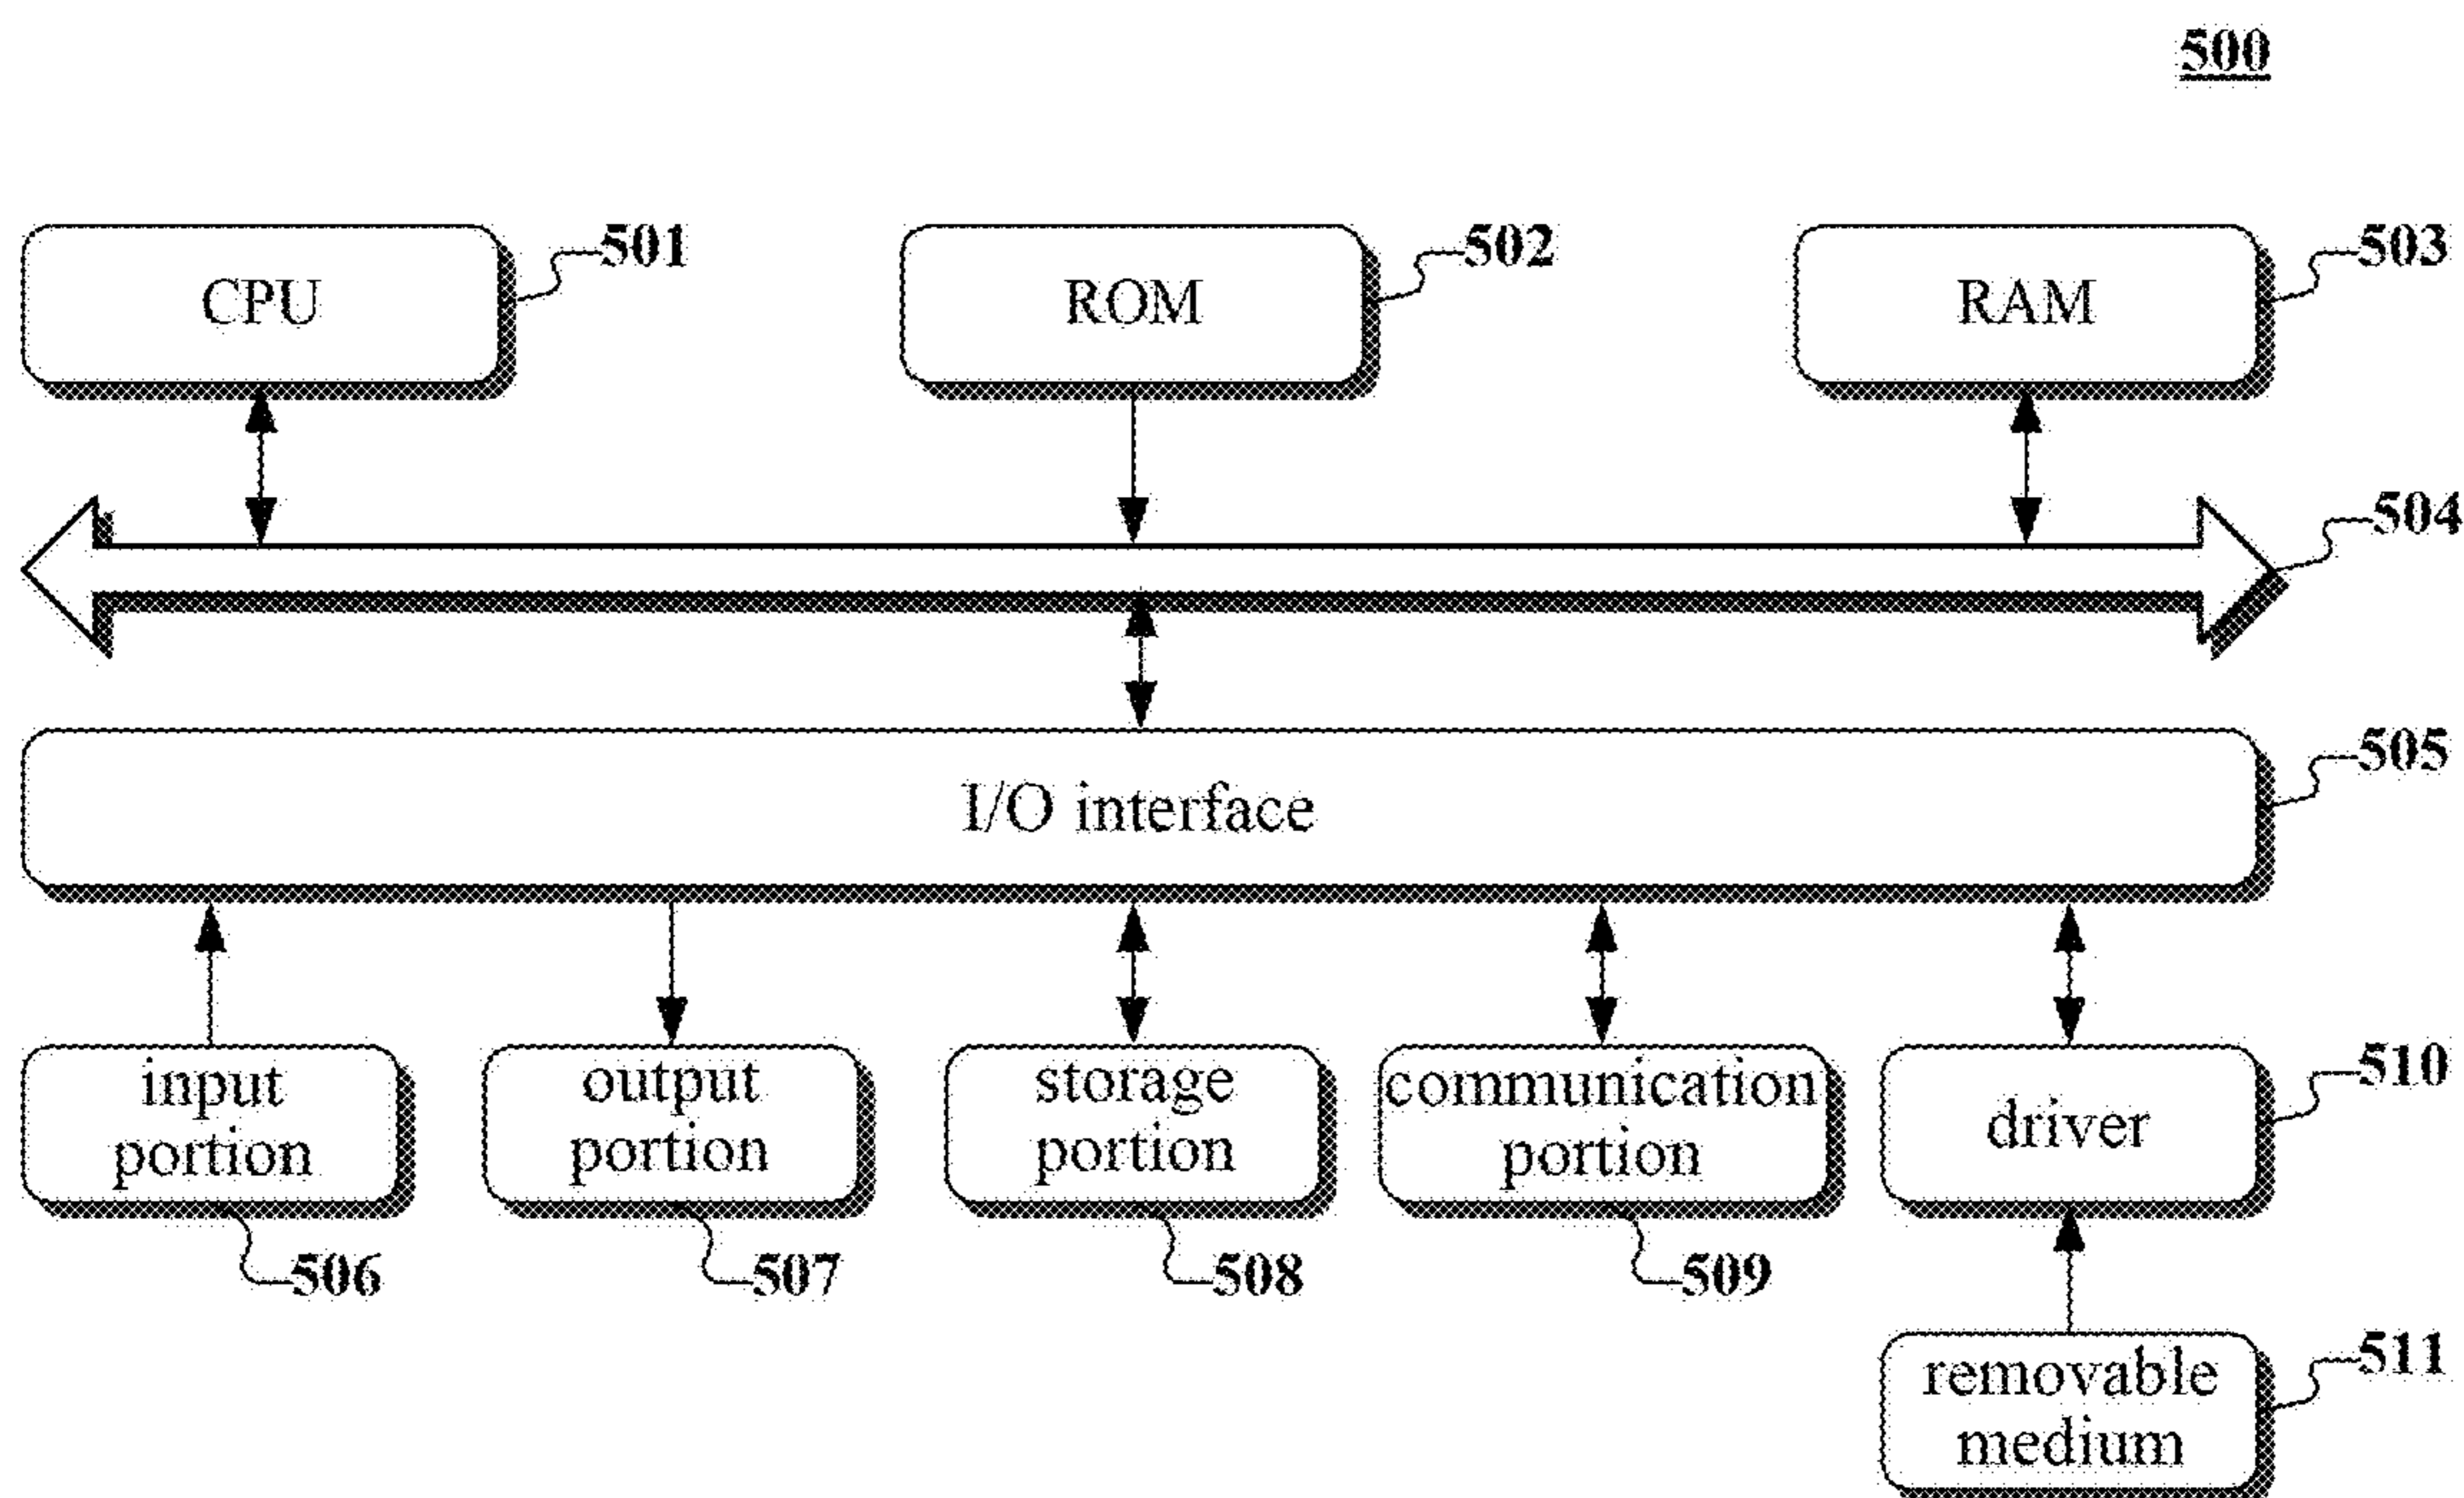 500
CPU
501
ROM
502
RAM
503
504
I/O interface
505
input
portion
output
portion
storage
portion
communication
portion
driver
510
506
507
508
509
removable
medium
511